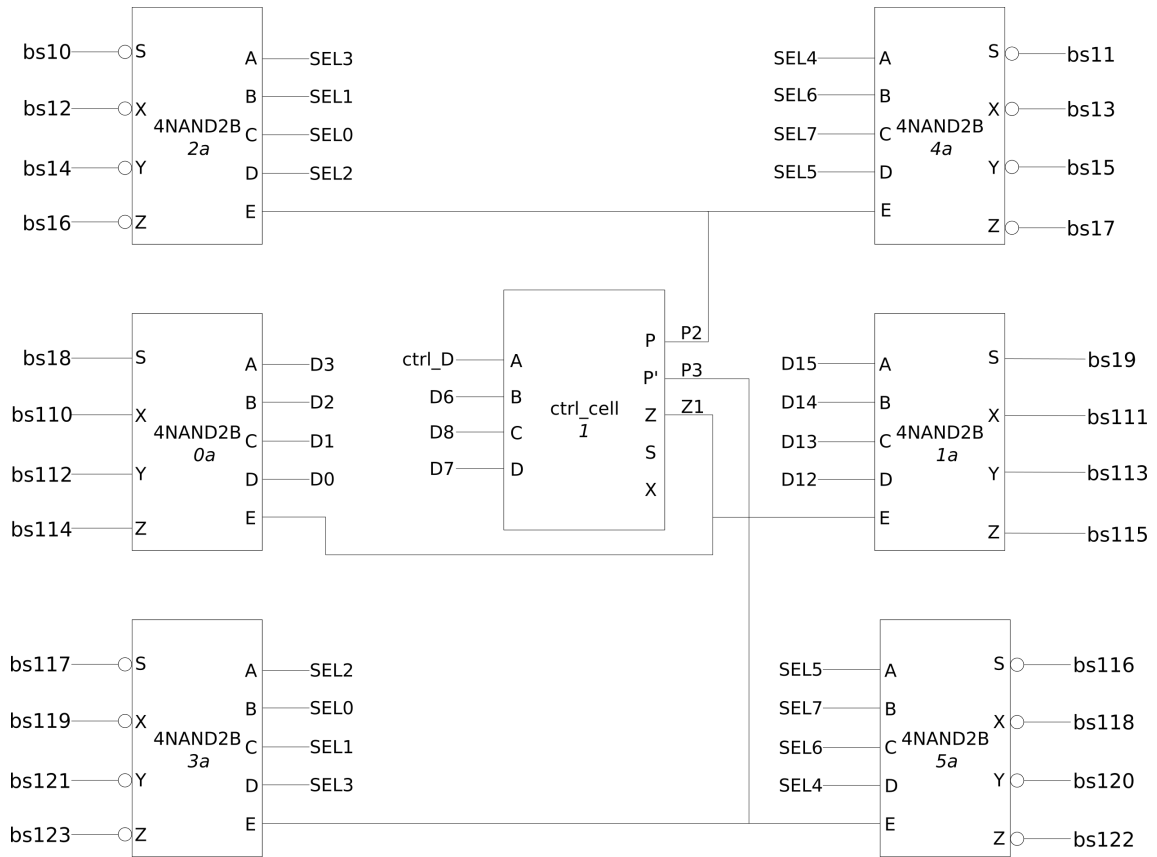 bs10
S
A
SEL3
bs12
X
B
SEL1
4NAND2B
2a
C
SEL0
bs14
Y
D
SEL2
bs16
Z
E
SEL4
A
S
bs11
SEL6
B
X
bs13
SEL7
C
4NAND2B
4a
SEL5
D
Y
bs15
E
Z
bs17
bs18
S
A
D3
bs110
X
B
D2
4NAND2B
0a
C
D1
bs112
Y
D
D0
bs114
Z
E
ctrl_D
A
P
P2
D6
B
P'
P3
D8
C
ctrl_cell
1
Z
Z1
D7
D
S
X
D15
A
S
bs19
D14
B
X
bs111
D13
C
4NAND2B
1a
D12
D
Y
bs113
E
Z
bs115
bs117
S
A
SEL2
bs119
X
B
SEL0
4NAND2B
3a
C
SEL1
bs121
Y
D
SEL3
bs123
Z
E
SEL5
A
S
bs116
SEL7
B
X
bs118
SEL6
C
4NAND2B
5a
SEL4
D
Y
bs120
E
Z
bs122